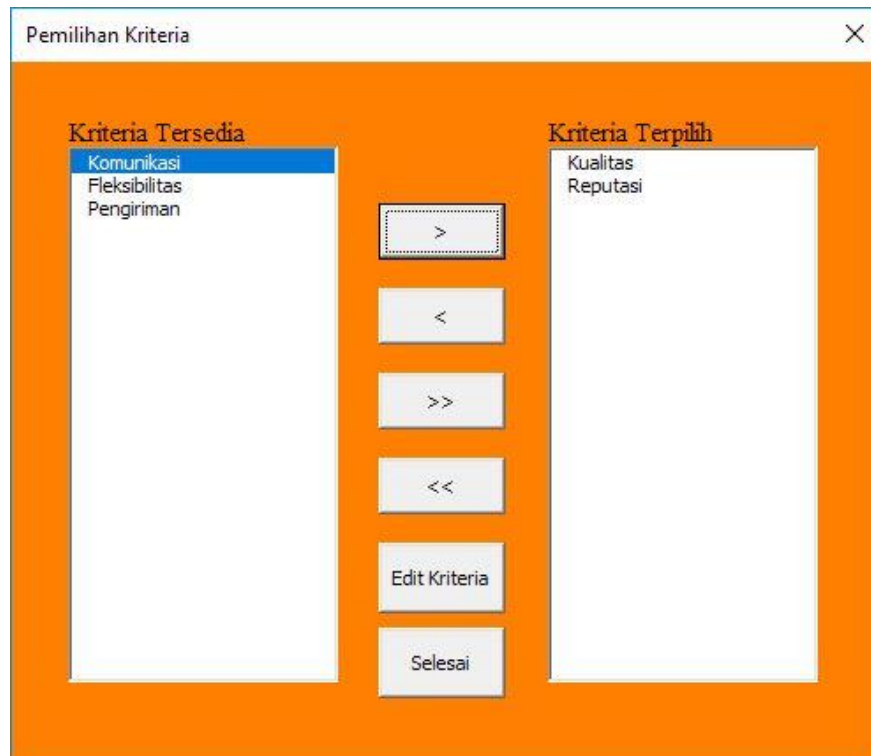 Pemilihan Kriteria
Kriteria Tersedia
Komunikasi
Fleksibilitas
Pengiriman
>
<
>>
<<
Edit Kriteria
Selesai
Kriteria Terpilih
Kualitas
Reputasi